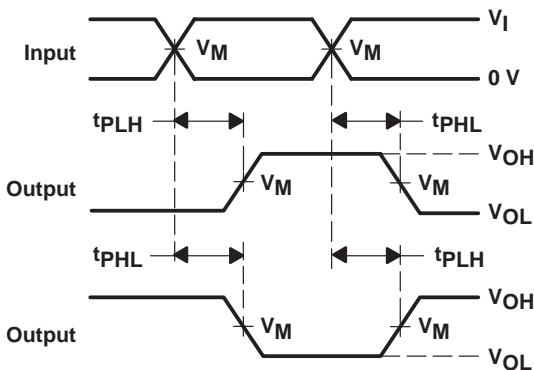 VI
Input VM VM
0 V
tPLH tPHL
VOH
Output VM VM
VOL
tPHL tPLH
VOH
Output VM VM
VOL